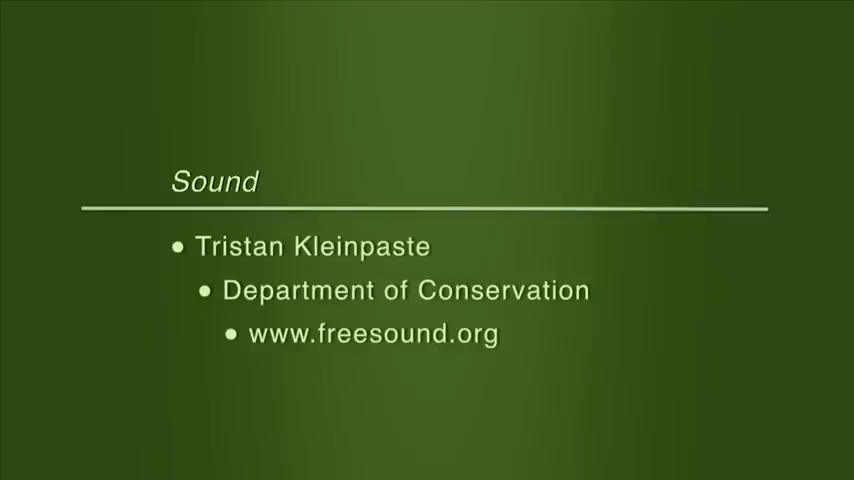 Sound
• Tristan Kleinpaste
• Department of Conservation
• www.freesound.org